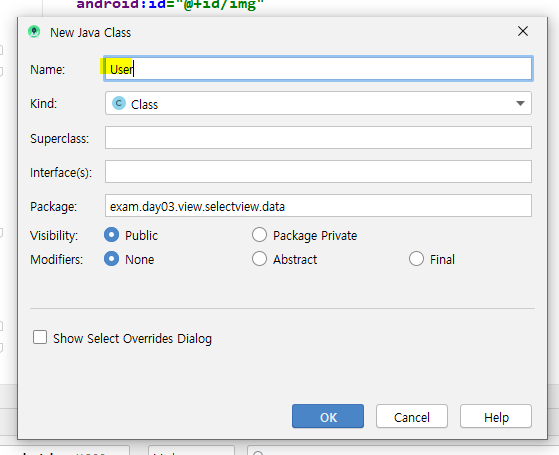 android:id="@+id/img"
New Java Class
Name: User
Kind: C Class
Superclass:
Interface(s):
Package: exam.day03.view.selectview.data
Visibility: Public Package Private
Modifiers: None Abstract Final
Show Select Overrides Dialog
OK Cancel Help